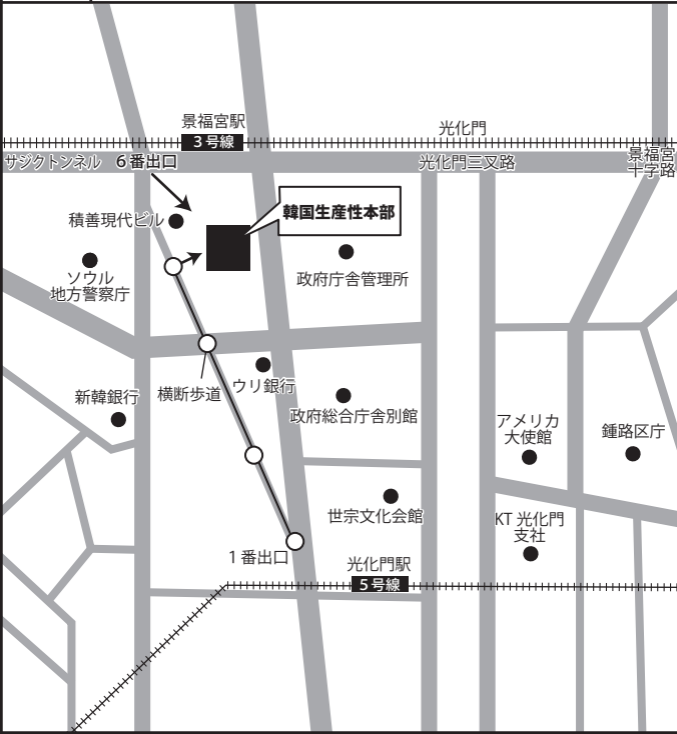 景福宮駅
3号線
光化門
サジクトンネル
6番出口
光化門三叉路
景福宮
十字路
積善現代ビル
韓国生産性本部
ソウル
地方警察庁
政府庁舎管理所
新韓銀行
横断歩道
ウリ銀行
政府総合庁舎別館
アメリカ
大使館
鍾路区庁
世宗文化会館
KT 光化門
支社
1番出口
光化門駅
5号線